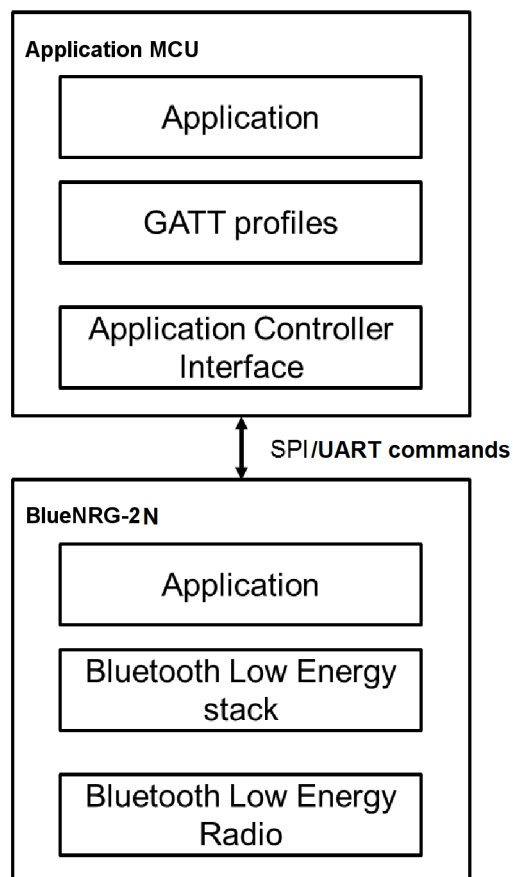 Application MCU
Application
GATT profiles
Application Controller
Interface
SPI/UART commands
BlueNRG-2N
Application
Bluetooth Low Energy
stack
Bluetooth Low Energy
Radio